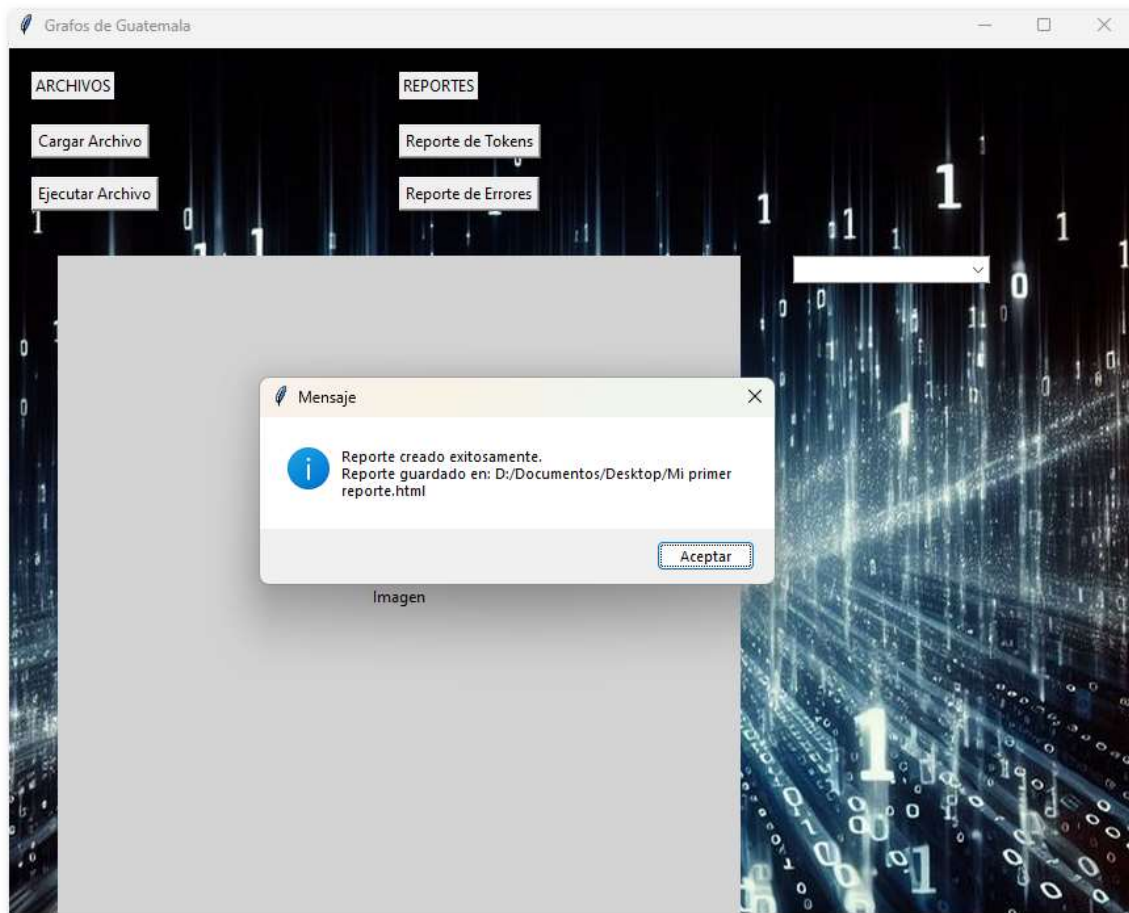 Grafos de Guatemala
ARCHIVOS
REPORTES
Cargar Archivo
Reporte de Tokens
Ejecutar Archivo
Reporte de Errores
Mensaje
Reporte creado exitosamente.
Reporte guardado en: D:/Documentos/Desktop/Mi primer
reporte.html
Aceptar
Imagen